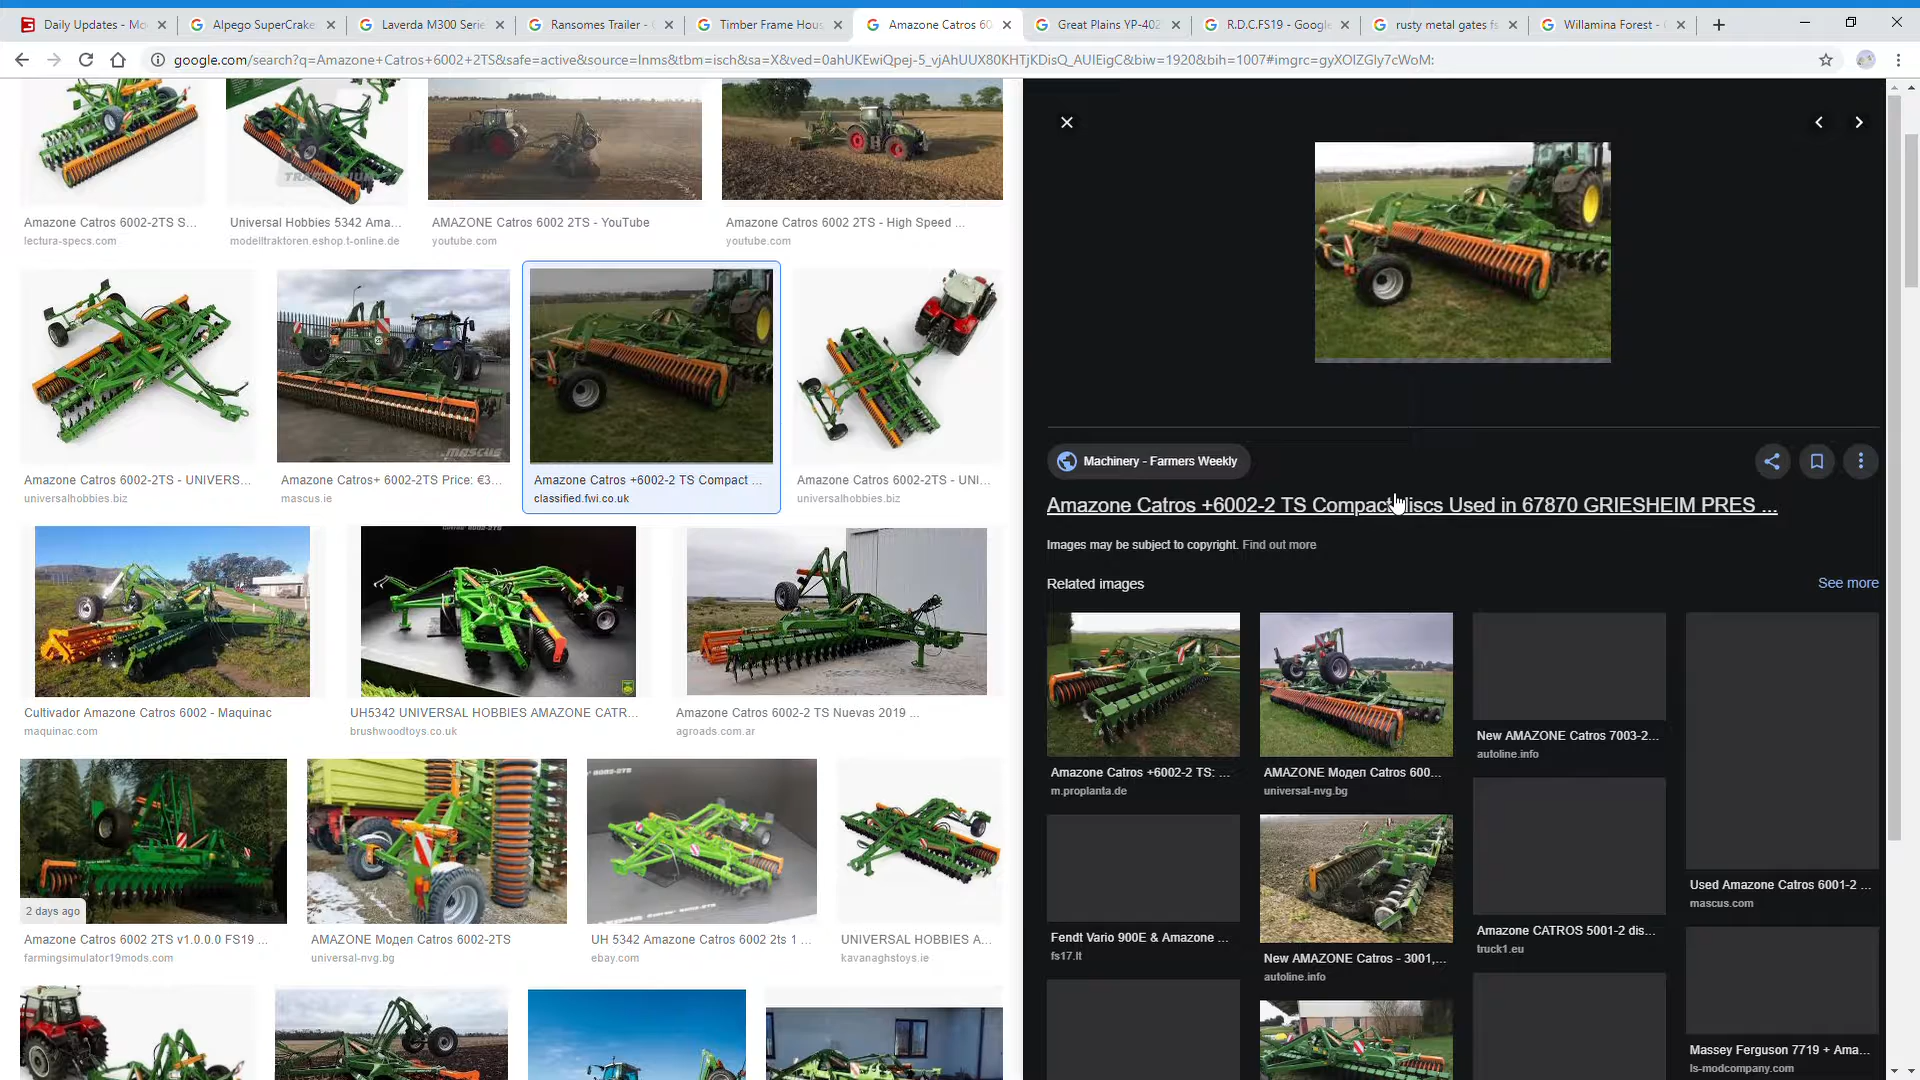 Daily Updates - Mo
Alpego SuperCrake
Laverda M300 Serie
Ransomes Trailer - G
Timber Frame Hous
Amazone Catros 60
Great Plains YP-402
R.D.C.FS19 - Google
rusty metal gates fs
Willamina Forest -
google.com/search?q=Amazone+Catros+6002+2TS&safe=active&source=lnms&tbm=isch&sa=X&ved=0ahUKEwiQpej-5_vjAhUUX80KHTjKDisQ_AUIEigC&biw=1920&bih=1007#imgrc=gyXOIZGly7cWoM:
Amazone Catros 6002-2TS S...
lectura-specs.com
Universal Hobbies 5342 Ama...
modelltraktoren.eshop.t-online.de
AMAZONE Catros 6002 2TS - YouTube
youtube.com
Amazone Catros 6002 2TS - High Speed ...
youtube.com
mascus
Amazone Catros 6002-2TS - UNIVERS...
universalhobbies.biz
Amazone Catros+ 6002-2TS Price: €3...
mascus.ie
Amazone Catros +6002-2 TS Compact ...
classified.fwi.co.uk
Amazone Catros 6002-2TS - UNI...
universalhobbies.biz
Cultivador Amazone Catros 6002 - Maquinac
maquinac.com
UH5342 UNIVERSAL HOBBIES AMAZONE CATR...
brushwoodtoys.co.uk
Amazone Catros 6002-2 TS Nuevas 2019 ...
agroads.com.ar
2 days ago
Amazone Catros 6002 2TS v1.0.0.0 FS19 ...
farmingsimulator19mods.com
AMAZONE Модел Catros 6002-2TS
universal-nvg.bg
UH 5342 Amazone Catros 6002 2ts 1 ...
ebay.com
UNIVERSAL HOBBIES A...
kavanaghstoys.ie
Machinery - Farmers Weekly
Amazone Catros +6002-2 TS Compact discs Used in 67870 GRIESHEIM PRES ...
Images may be subject to copyright. Find out more
Related images
See more
Amazone Catros +6002-2 TS: ...
m.proplanta.de
AMAZONE Модел Catros 600...
universal-nvg.bg
New AMAZONE Catros 7003-2...
autoline.info
Used Amazone Catros 6001-2 ...
mascus.com
Fendt Vario 900E & Amazone ...
fs17.lt
New AMAZONE Catros - 3001,...
autoline.info
Amazone CATROS 5001-2 dis...
truck1.eu
Massey Ferguson 7719 + Ama...
ls-modcompany.com